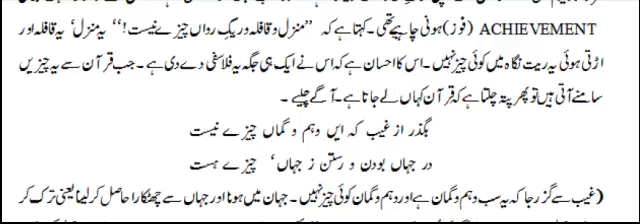 ACHIEVEMENT (فوز) ہونی چاہیے تھی۔ کہتا ہے کہ ’’منزل و قافلہ و ریگِ رواں چیزے نیست!‘‘ یہ منزل‘ یہ قافلہ اور
اڑتی ہوئی یہ ریت نگاہ میں کوئی چیز نہیں۔ اس کا احسان ہے کہ اس نے ایک ہی جگہ یہ فلاسفی دے دی ہے۔ جب قرآن سے یہ چیزیں
سامنے آتی ہیں تو پھر پتہ چلتا ہے کہ قرآن کہاں لے جاتا ہے۔ آگے چلیے۔
بگذر از غیب کہ ایں وہم و گماں چیزے نیست
در جہاں بودن و رستن ز جہاں‘ چیزے ہست
(غیب سے گزر جا کہ یہ سب وہم و گمان ہے اور وہم و گمان کوئی چیز نہیں۔ جہان میں ہونا اور جہاں سے چھٹکارا حاصل کر لینا یعنی ترک کر